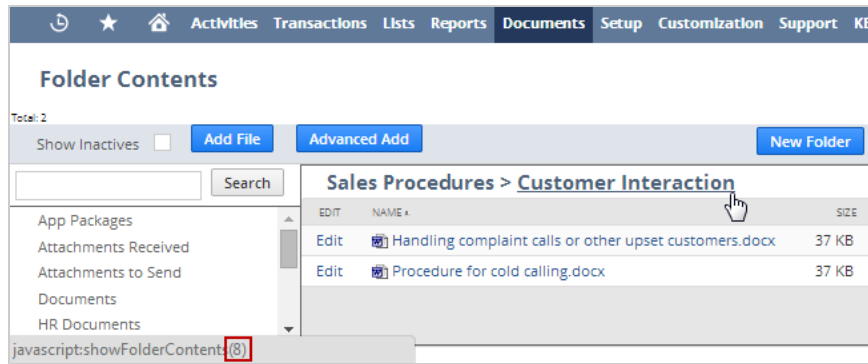 Activities Transactions Lists Reports Documents Setup Customization Support
Folder Contents
Total: 2
Show Inactives Add File Advanced Add New Folder
Search Sales Procedures > Customer Interaction
EDIT NAME SIZE
App Packages
Edit Handling complaint calls or other upset customers.docx 37 KB
Attachments Received
Edit Procedure for cold calling.docx 37 KB
Attachments to Send
Documents
HR Documents
javascript:showFolderContents(8)